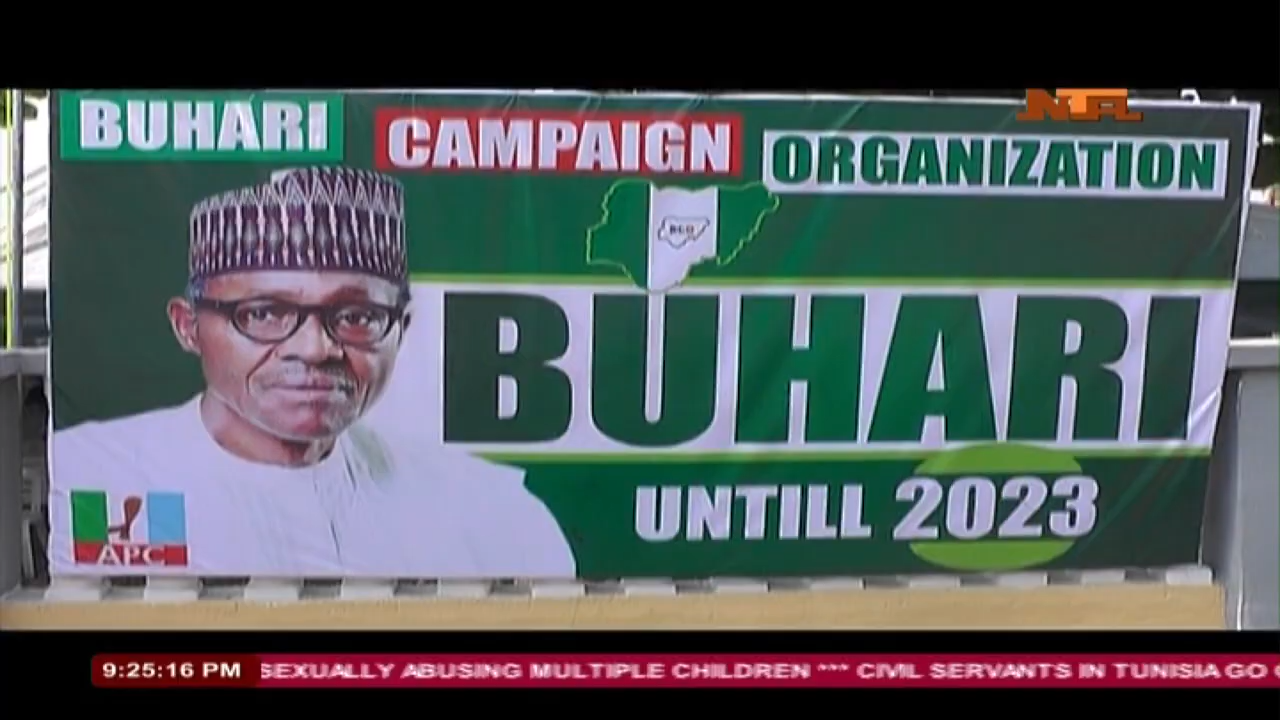 NTA
BUHARI CAMPAIGN ORGANIZATION
BCO
BUHARI
UNTILL 2023
APC
9:25:16 PM SEXUALLY ABUSING MULTIPLE CHILDREN *** CIVIL SERVANTS IN TUNISIA GO